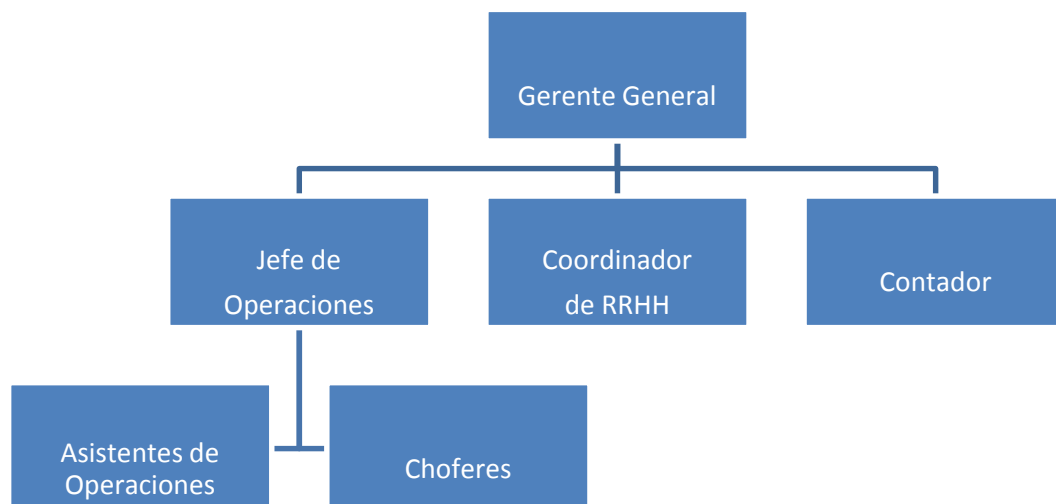 Gerente General
Jefe de
Operaciones
Coordinador
de RRHH
Contador
Asistentes de
Operaciones
Choferes